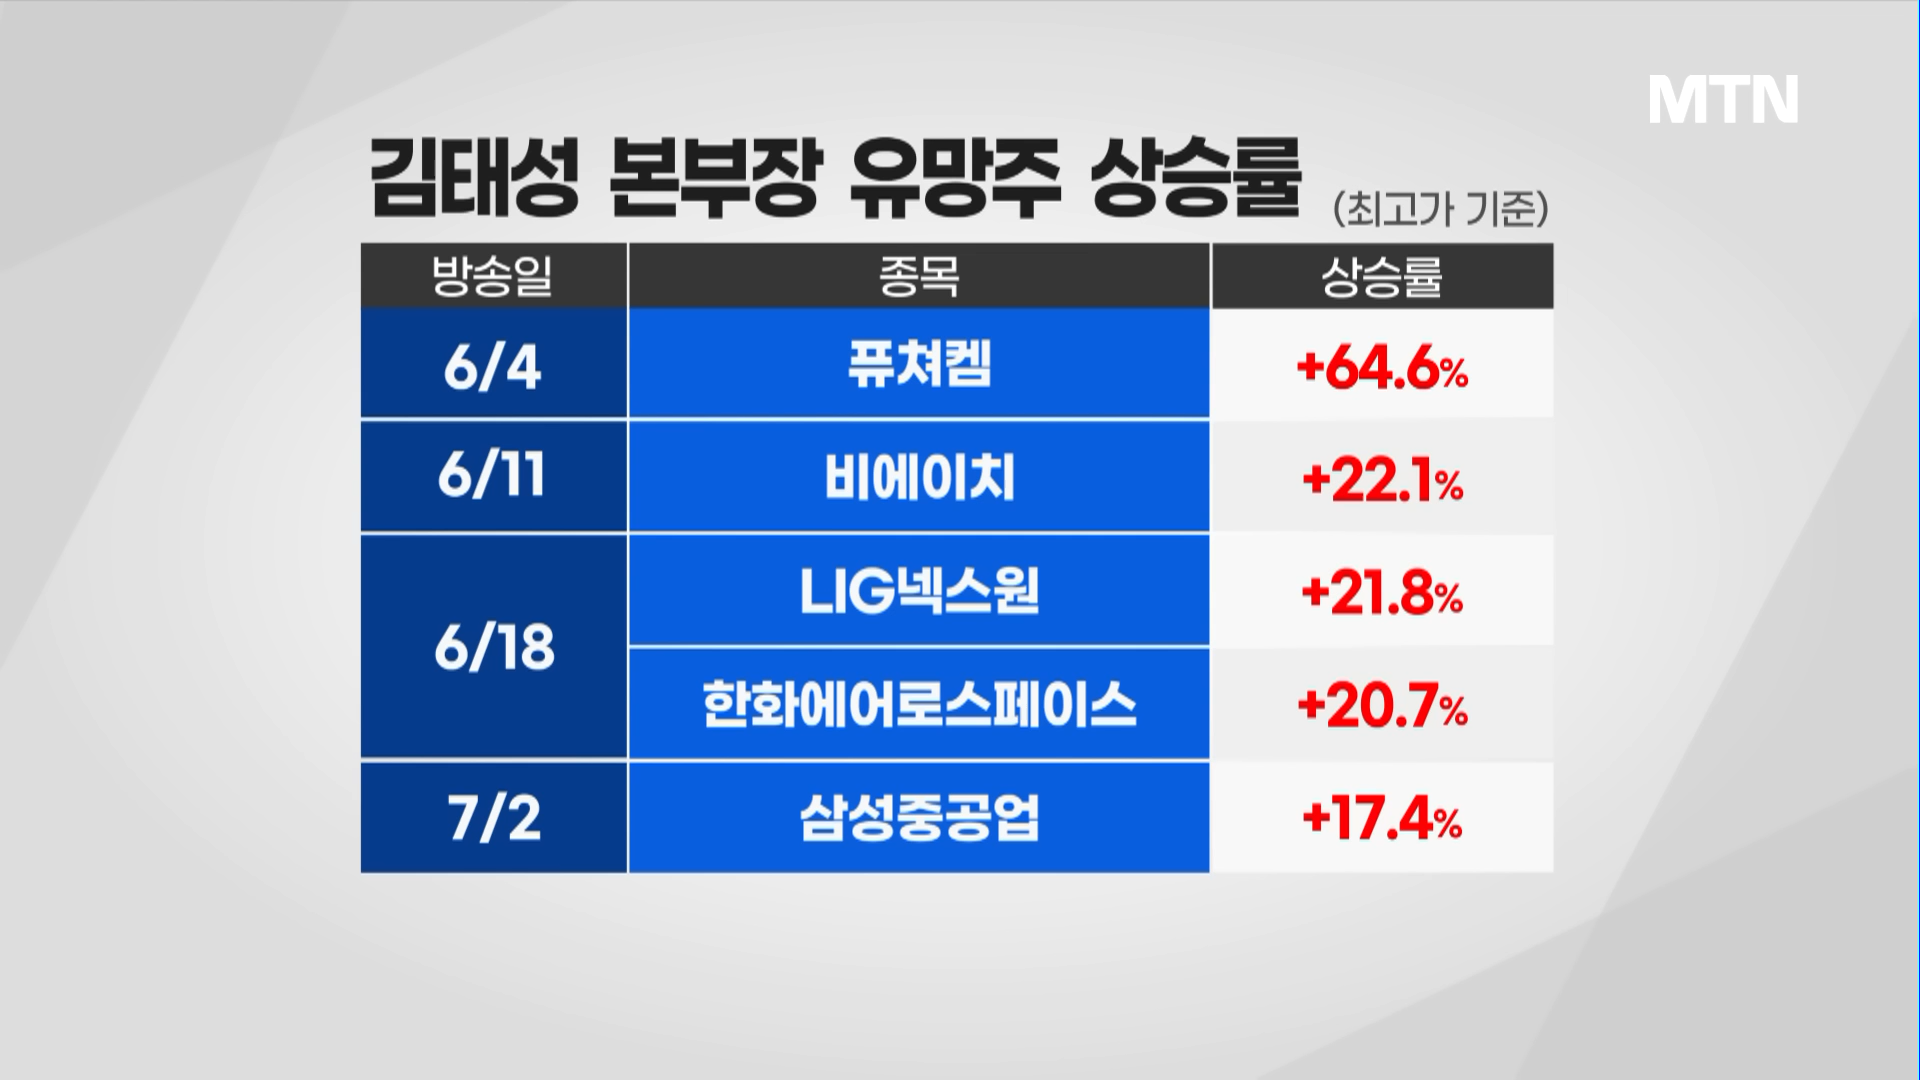 MTN
김태성 본부장 유망주 상승률 (최고가 기준)
방송일 종목 상승률
6/4 퓨쳐켐 +64.6%
6/11 비에이치 +22.1%
6/18 LIG넥스원 +21.8%
한화에어로스페이스 +20.7%
7/2 삼성중공업 +17.4%